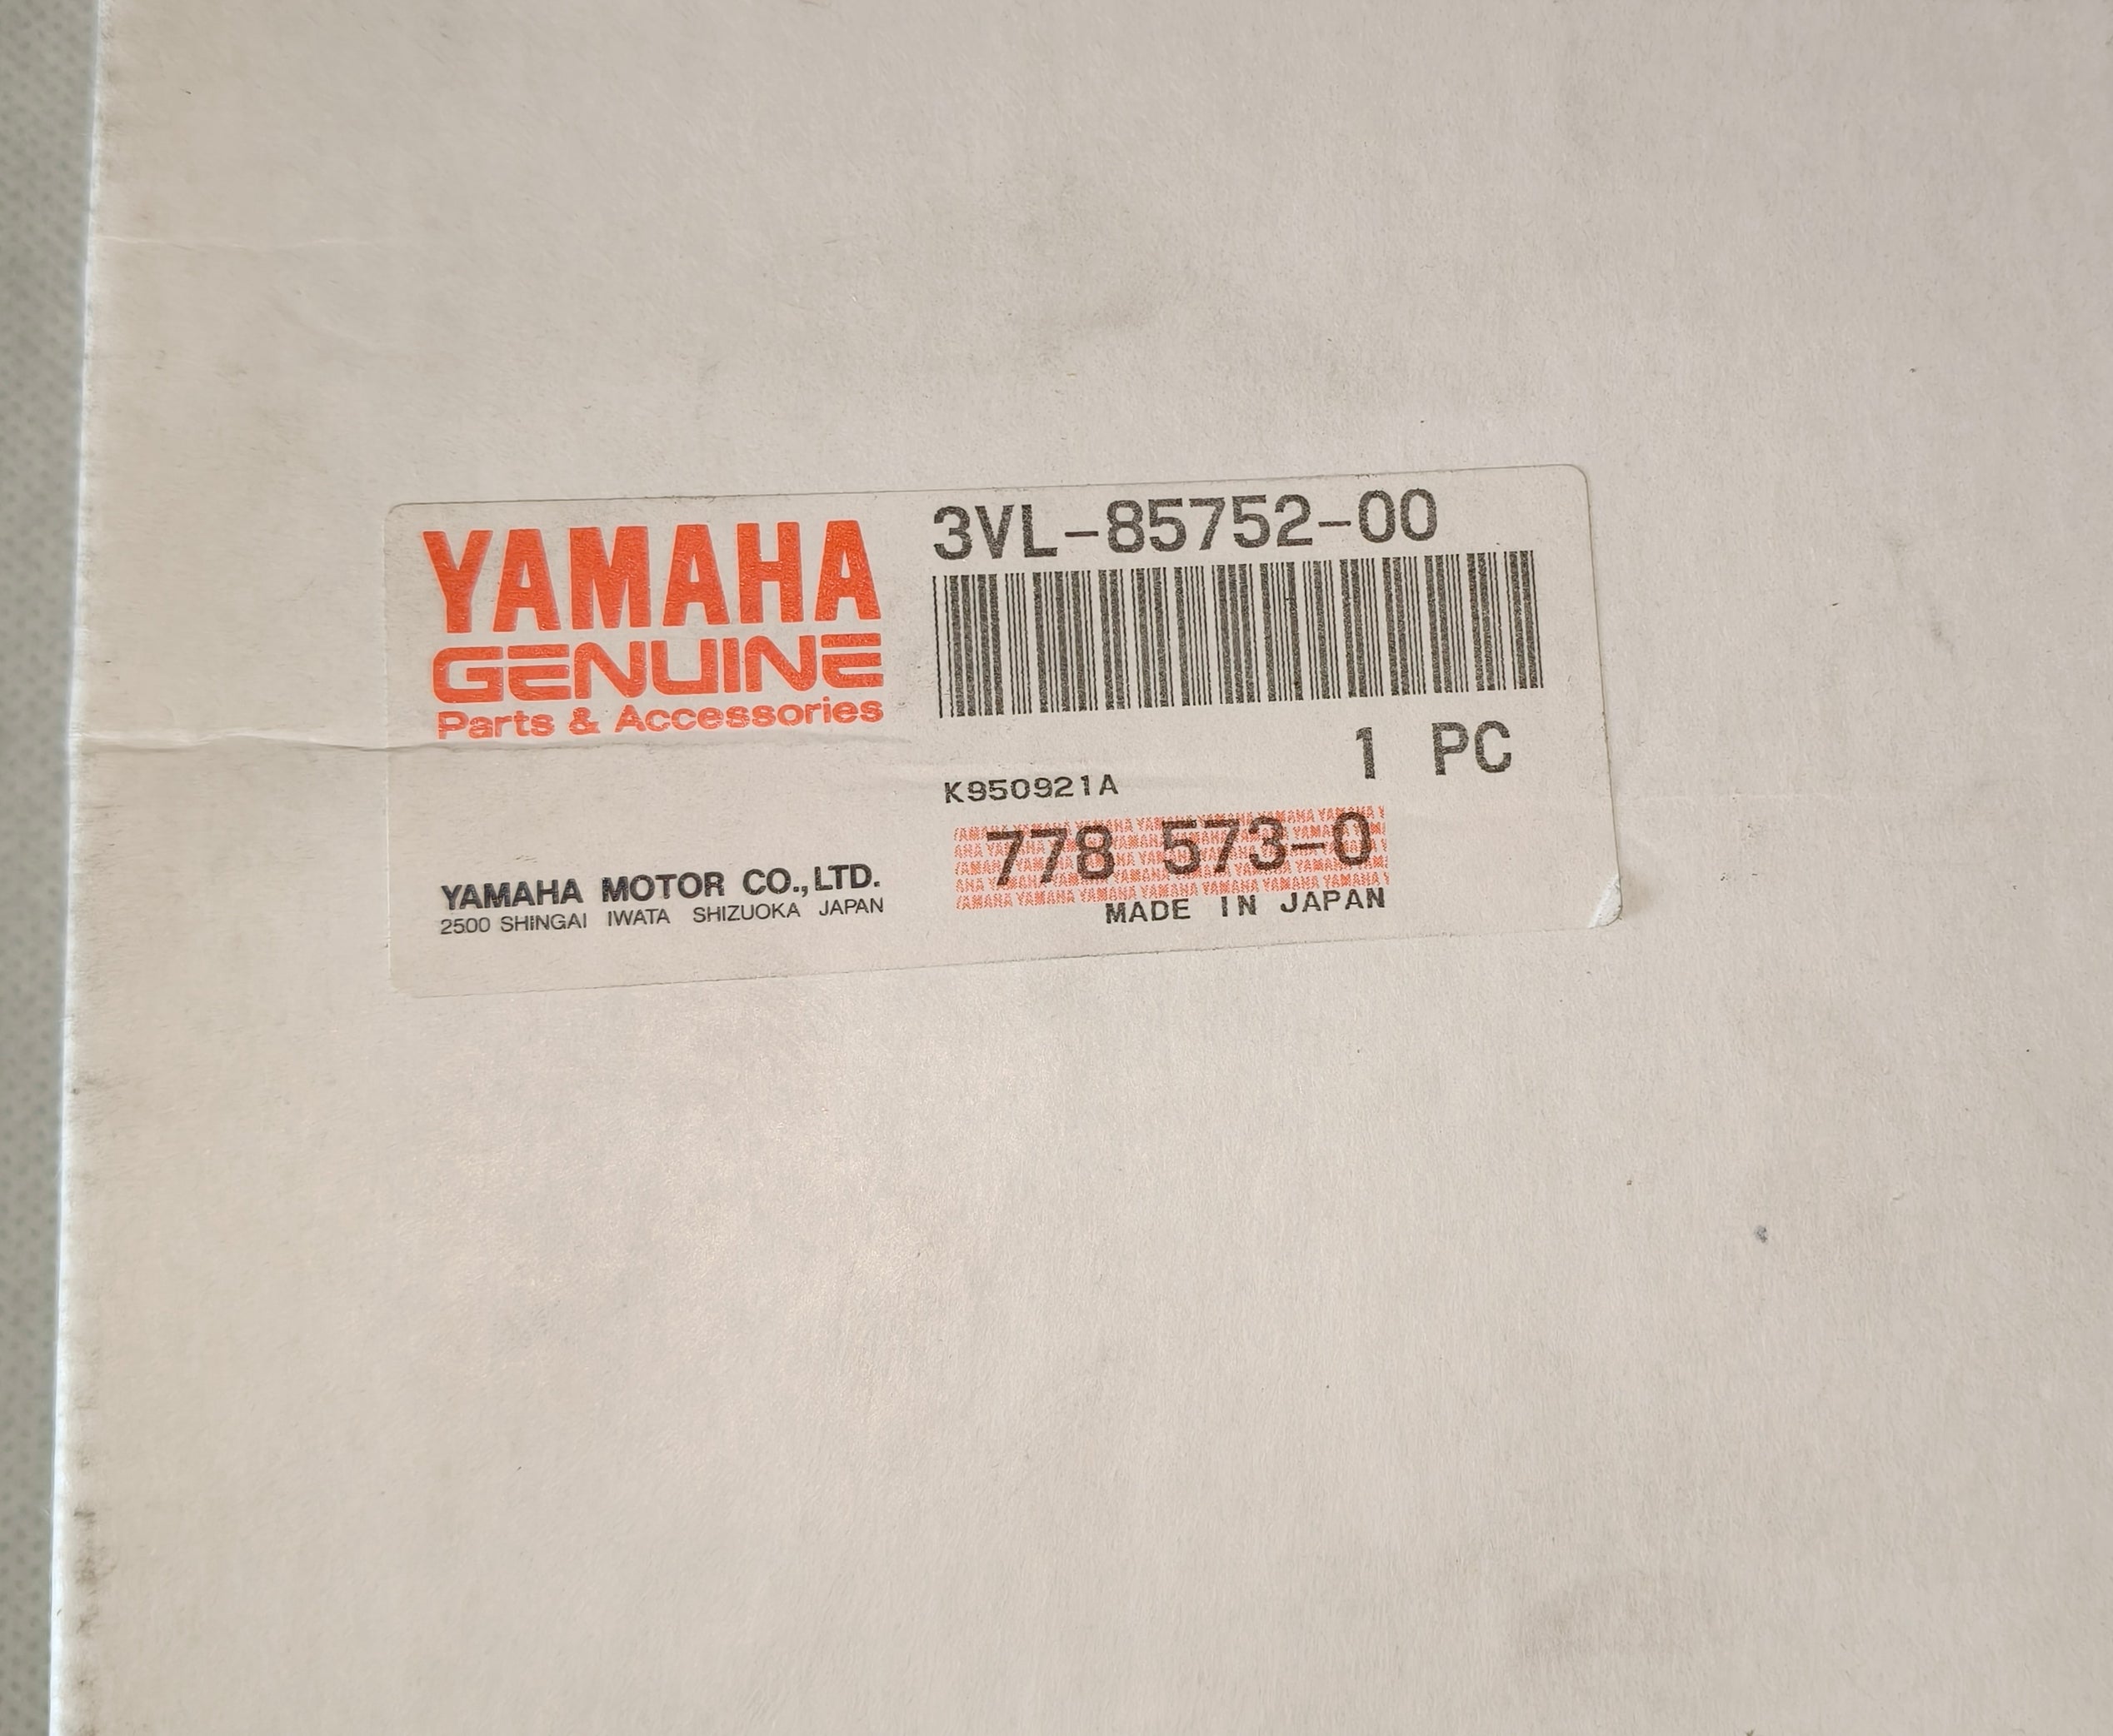 YAMAHA
GENUINE
Parts & Accessories
YAMAHA MOTOR CO., LTD.
2500 SHINGAI IWATA SHIZUOKA JAPAN
3VL-85752-00
1 PC
K950921A
778 573-0
MADE IN JAPAN